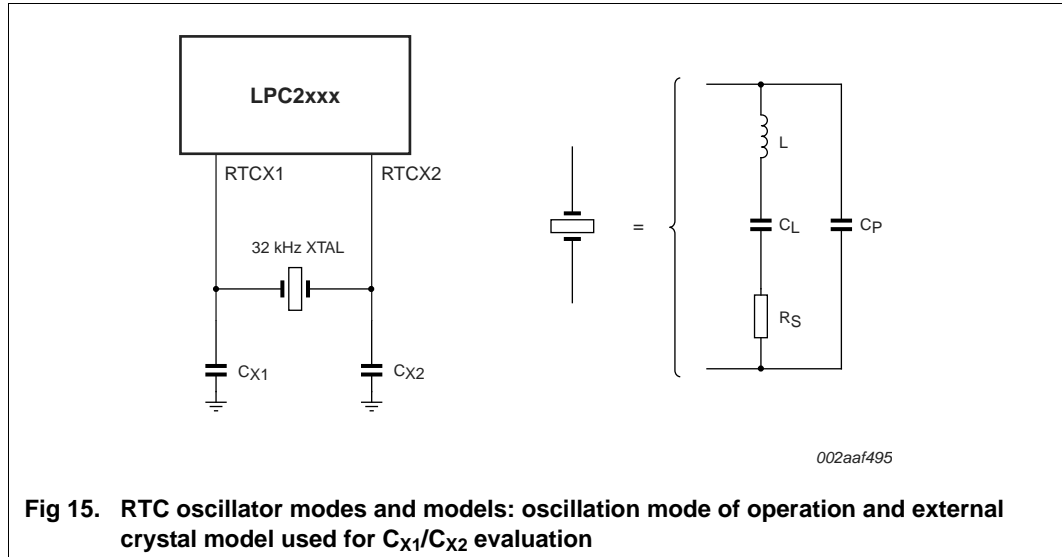 LPC2xxx
RTCX1
RTCX2
32 kHz XTAL
CX1
CX2
=
L
CL
CP
RS
002aaf495
Fig 15. RTC oscillator modes and models: oscillation mode of operation and external
crystal model used for CX1/CX2 evaluation